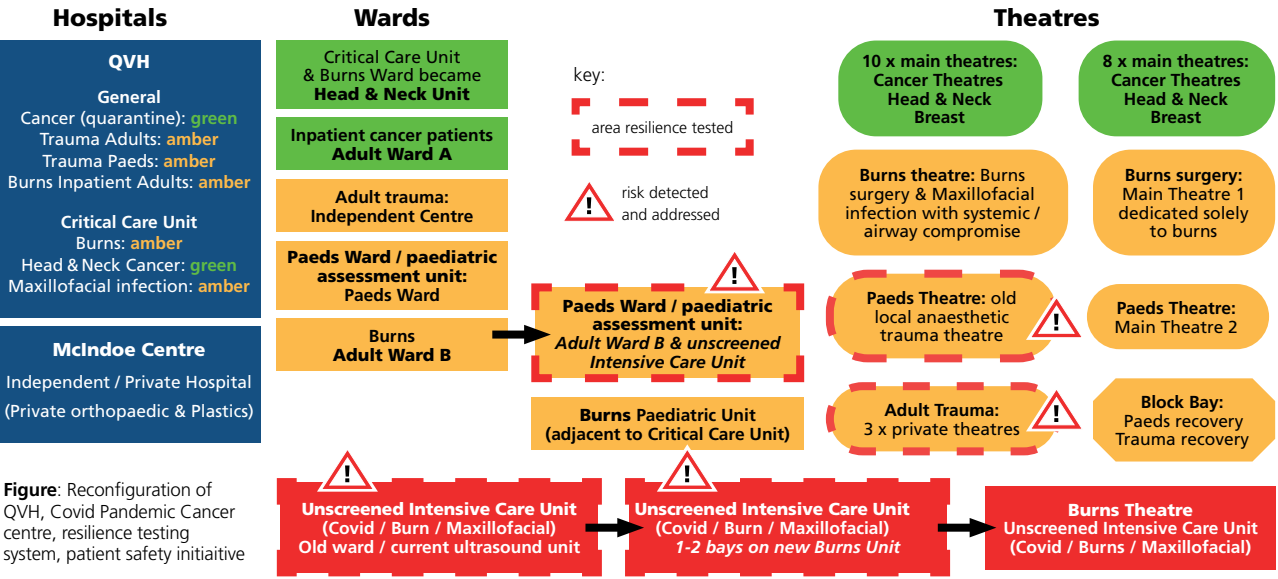 Hospitals
QVH
General
Cancer (quarantine): green
Trauma Adults: amber
Trauma Paeds: amber
Burns Inpatient Adults: amber
Critical Care Unit
Burns: amber
Head & Neck Cancer: green
Maxillofacial infection: amber
McIndoe Centre
Independent / Private Hospital
(Private orthopaedic & Plastics)
Wards
Critical Care Unit
& Burns Ward became
Head & Neck Unit
Inpatient cancer patients
Adult Ward A
Adult trauma:
Independent Centre
Paeds Ward / paediatric
assessment unit:
Paeds Ward
Burns
Adult Ward B
key:
area resilience tested
!
risk detected
and addressed
!
Paeds Ward / paediatric
assessment unit:
Adult Ward B & unscreened
Intensive Care Unit
Burns Paediatric Unit
(adjacent to Critical Care Unit)
Theatres
10 x main theatres:
Cancer Theatres
Head & Neck
Breast
8 x main theatres:
Cancer Theatres
Head & Neck
Breast
Burns theatre: Burns
surgery & Maxillofacial
infection with systemic /
airway compromise
Burns surgery:
Main Theatre 1
dedicated solely
to burns
Paeds Theatre: old
local anaesthetic
trauma theatre
!
Paeds Theatre:
Main Theatre 2
Adult Trauma:
3 x private theatres
!
Block Bay:
Paeds recovery
Trauma recovery
!
Unscreened Intensive Care Unit
(Covid / Burn / Maxillofacial)
Old ward / current ultrasound unit
!
Unscreened Intensive Care Unit
(Covid / Burn / Maxillofacial)
1-2 bays on new Burns Unit
Burns Theatre
Unscreened Intensive Care Unit
(Covid / Burns / Maxillofacial)
Figure: Reconfiguration of
QVH, Covid Pandemic Cancer
centre, resilience testing
system, patient safety initiaitive